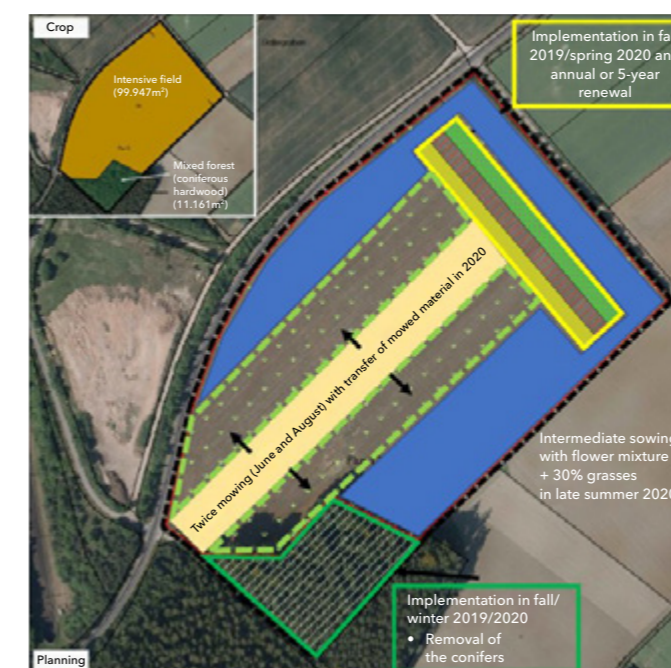 Crop
Intensive field
(99.947m²)
Mixed forest
(coniferous
hardwood)
(11.161m²)
Implementation in fa
2019/spring 2020 an
annual or 5-year
renewal
Twice mowing (June and August) with transfer of mowed material in 2020
Intermediate sowing
with flower mixture
+ 30% grasses
in late summer 2020
Implementation in fall/
winter 2019/2020
• Removal of
the conifers
Planning